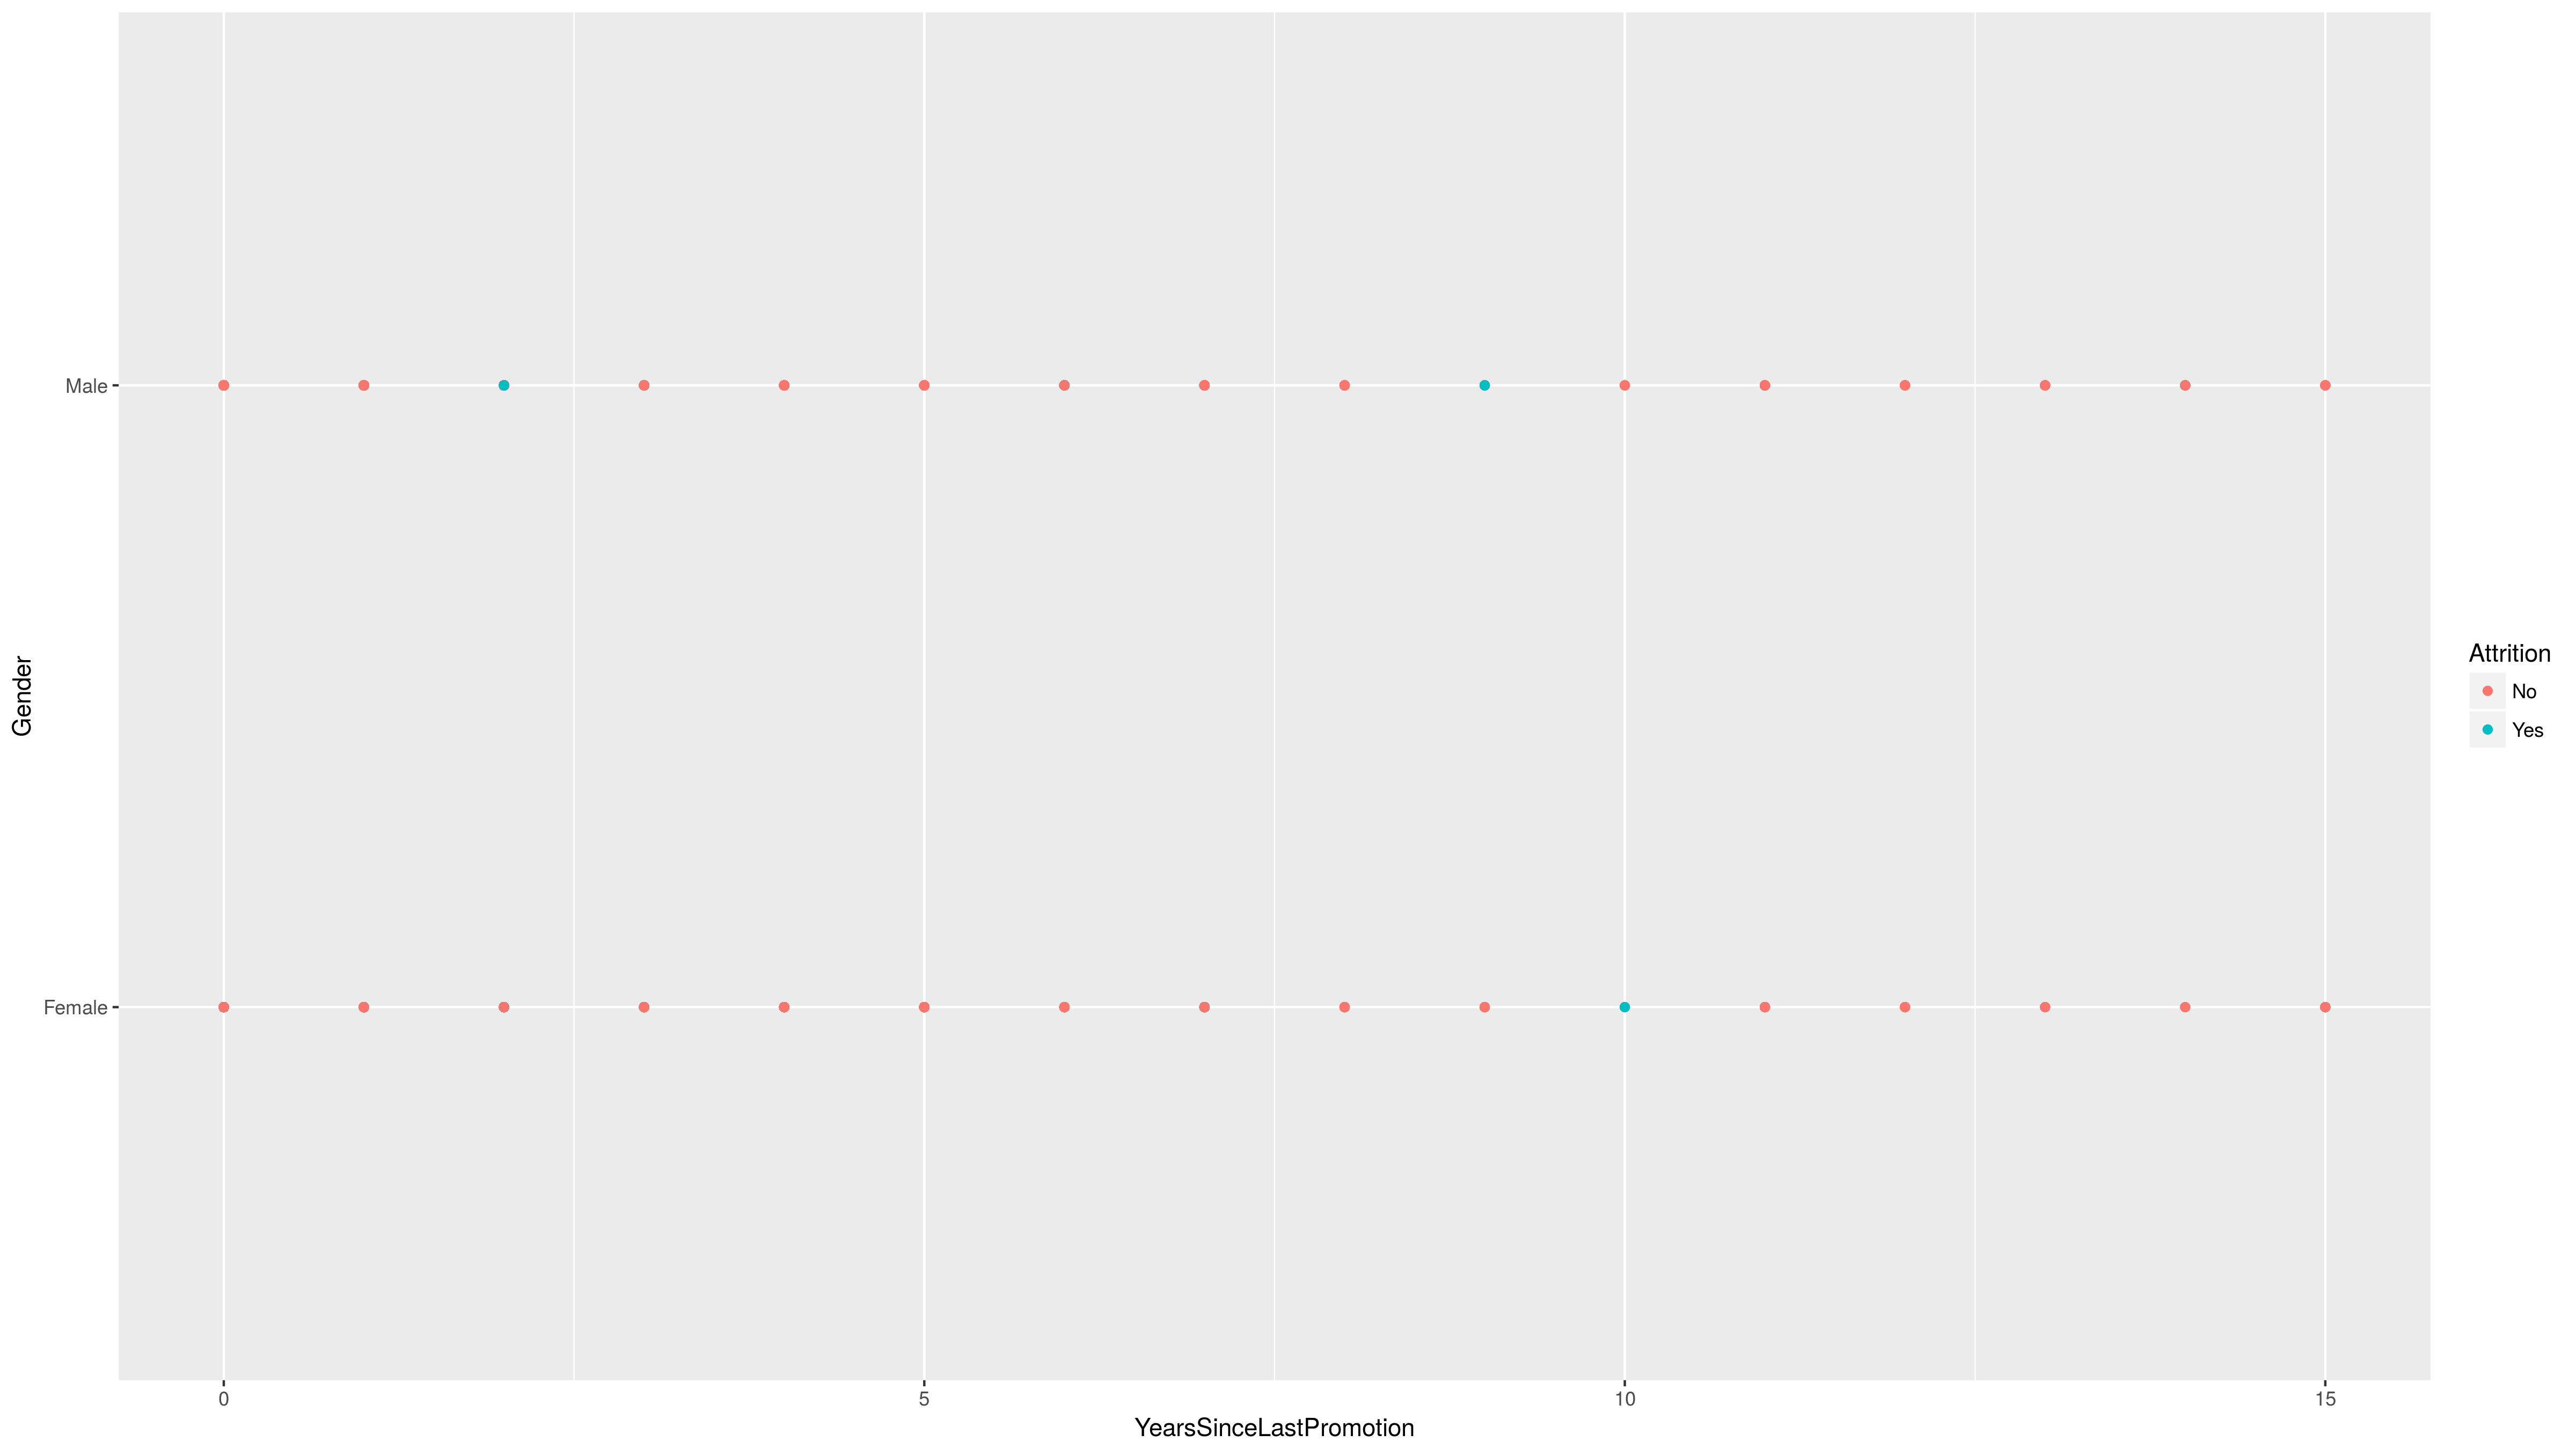 Male
Female
Gender
0 5 10 15
YearsSinceLastPromotion
Attrition
No
Yes